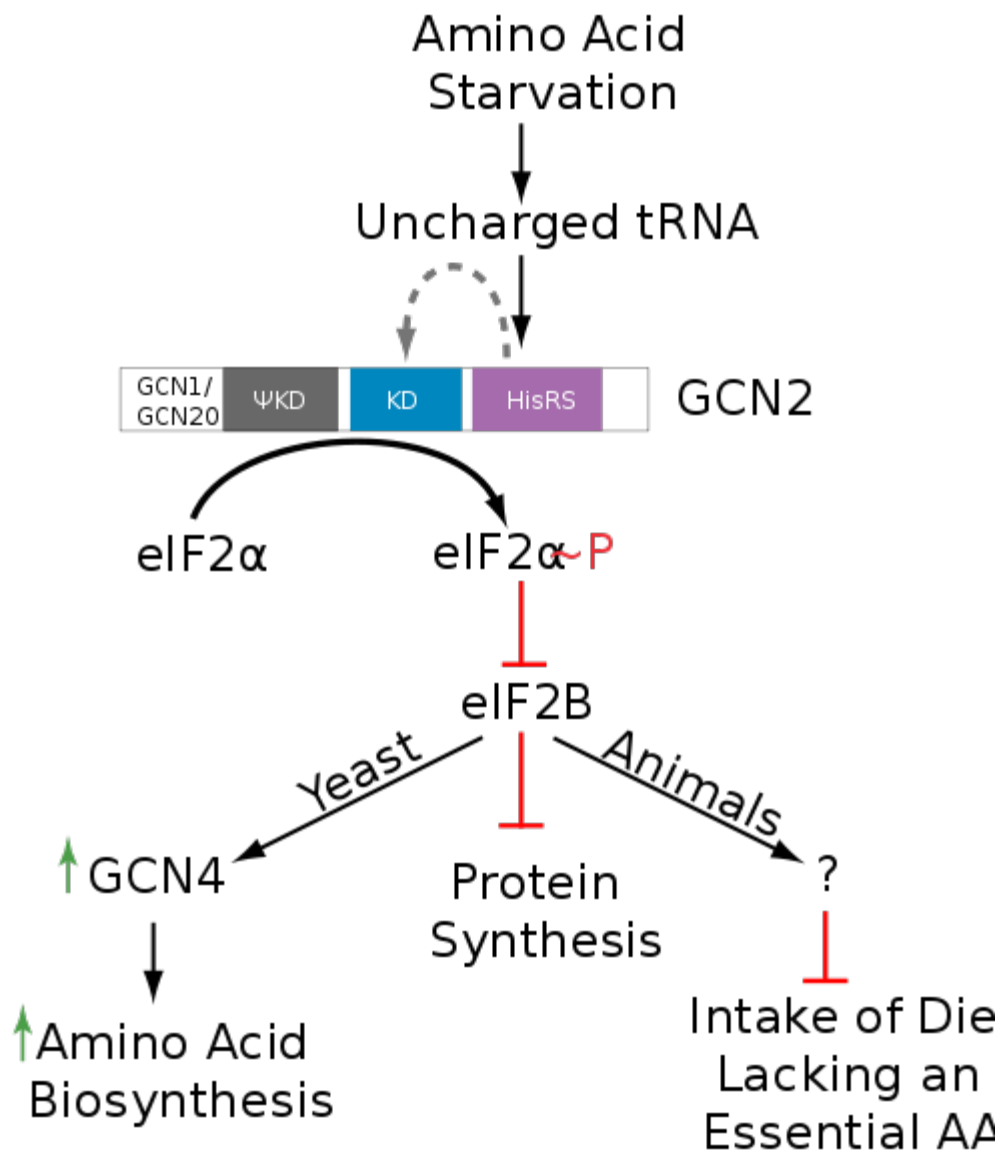 Amino Acid
Starvation
Uncharged tRNA
GCN1/
GCN20
ΨKD
KD
HisRS
GCN2
eIF2α
eIF2α~P
eIF2B
Yeast
Animals
GCN4
?
Protein
Synthesis
Amino Acid
Biosynthesis
Intake of Die
Lacking an
Essential AA